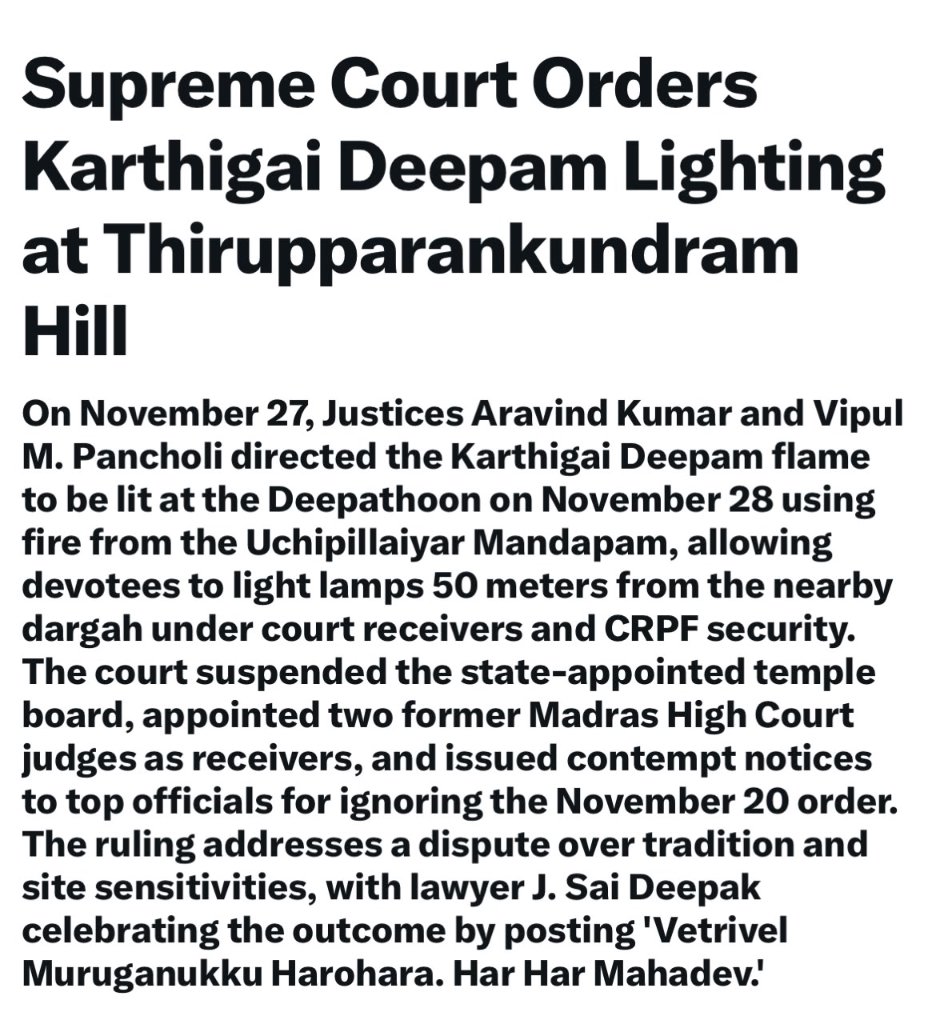 Supreme Court Orders
Karthigai Deepam Lighting
at Thirupparankundram
Hill
On November 27, Justices Aravind Kumar and Vipul
M. Pancholi directed the Karthigai Deepam flame
to be lit at the Deepathoon on November 28 using
fire from the Uchipillaiyar Mandapam, allowing
devotees to light lamps 50 meters from the nearby
dargah under court receivers and CRPF security.
The court suspended the state-appointed temple
board, appointed two former Madras High Court
judges as receivers, and issued contempt notices
to top officials for ignoring the November 20 order.
The ruling addresses a dispute over tradition and
site sensitivities, with lawyer J. Sai Deepak
celebrating the outcome by posting 'Vetrivel
Muruganukku Harohara. Har Har Mahadev.'